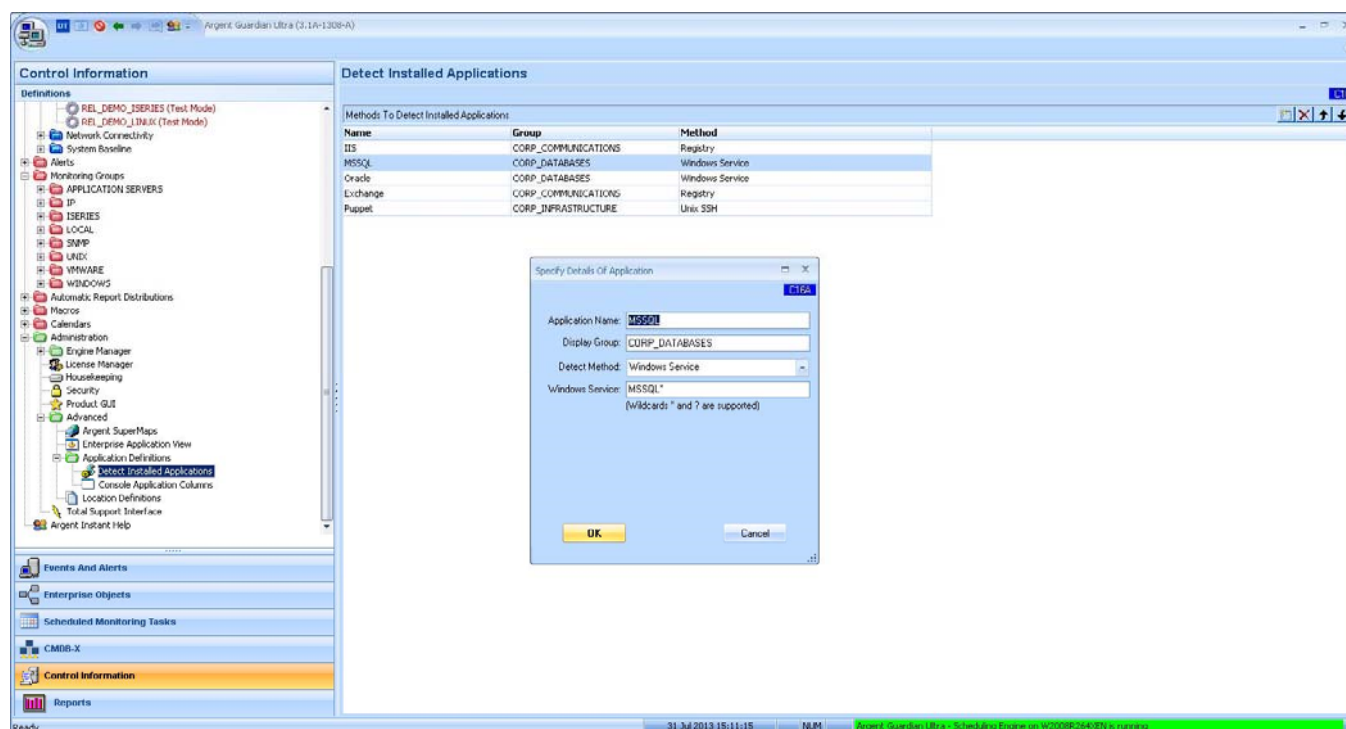 UT
Argent Guardian Ultra (3.1A-1308-A)
Control Information
Definitions
REL_DEMO_ISERIES (Test Mode)
REL_DEMO_LINUX (Test Mode)
Network Connectivity
System Baseline
Alerts
Monitoring Groups
APPLICATION SERVERS
IP
ISERIES
LOCAL
SNMP
UNIX
VMWARE
WINDOWS
Automatic Report Distributions
Macros
Calendars
Administration
Engine Manager
License Manager
Housekeeping
Security
Product GUI
Advanced
Argent SuperMaps
Enterprise Application View
Application Definitions
Detect Installed Applications
Console Application Columns
Location Definitions
Total Support Interface
Argent Instant Help
Events And Alerts
Enterprise Objects
Scheduled Monitoring Tasks
CMDB-X
Control Information
Reports
Detect Installed Applications
Methods To Detect Installed Applications
Name Group Method
IIS CORP_COMMUNICATIONS Registry
MSSQL CORP_DATABASES Windows Service
Oracle CORP_DATABASES Windows Service
Exchange CORP_COMMUNICATIONS Registry
Puppet CORP_INFRASTRUCTURE Unix SSH
Specify Details Of Application
C16A
Application Name: MSSQL
Display Group: CORP_DATABASES
Detect Method: Windows Service
Windows Service: MSSQL*
(Wildcards * and ? are supported)
OK Cancel
Ready 31 Jul 2013 15:11:15 NUM Argent Guardian Ultra - Scheduling Engine on W2008R264XEN is running